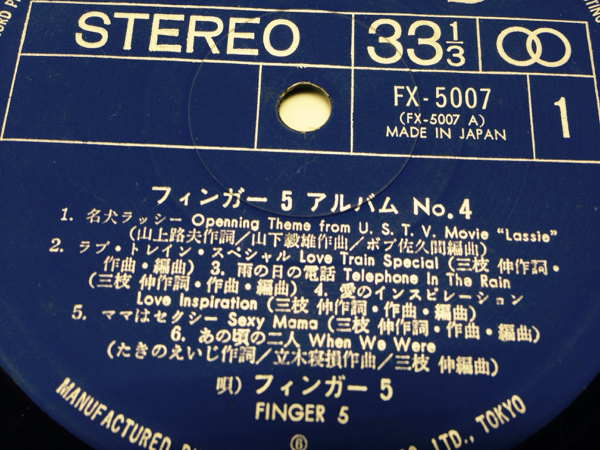 STEREO
33 1/3
FX-5007
(FX-5007 A)
MADE IN JAPAN
1
フィンガー 5 アルバム No.4
1. 名犬ラッシー Openning Theme from U. S. T. V. Movie “Lassie”
(山上路夫作詞／山下毅雄作曲／ボブ佐久間編曲)
2. ラブ・トレイン・スペシャル Love Train Special (三枝 伸作詞・
作曲・編曲) 3. 雨の日の電話 Telephone In The Rain
(三枝 伸作詞・作曲・編曲) 4. 愛のインスピレーション
Love Inspiration (三枝 伸作詞・作曲・編曲)
5. ママはセクシー Sexy Mama (三枝 伸作詞・作曲・編曲)
6. あの頃の二人 When We Were
(たきのえいじ作詞／立木寝損作曲／三枝 伸編曲)
唄) フィンガー 5
FINGER 5
⑥
MANUFACTURED
CO., LTD., TOKYO